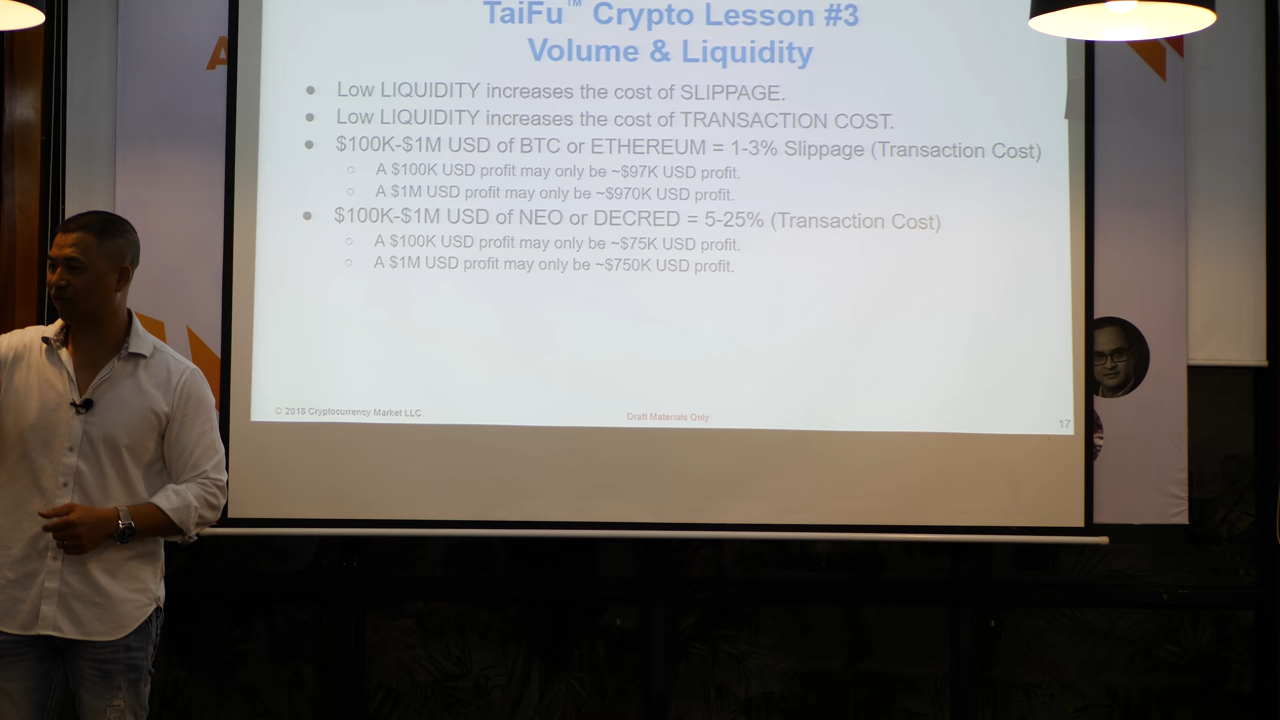 TaiFu™ Crypto Lesson #3
Volume & Liquidity
● Low LIQUIDITY increases the cost of SLIPPAGE.
● Low LIQUIDITY increases the cost of TRANSACTION COST.
● $100K-$1M USD of BTC or ETHEREUM = 1-3% Slippage (Transaction Cost)
○ A $100K USD profit may only be ~$97K USD profit.
○ A $1M USD profit may only be ~$970K USD profit.
● $100K-$1M USD of NEO or DECRED = 5-25% (Transaction Cost)
○ A $100K USD profit may only be ~$75K USD profit.
○ A $1M USD profit may only be ~$750K USD profit.
© 2018 Cryptocurrency Market LLC.
Draft Materials Only
17